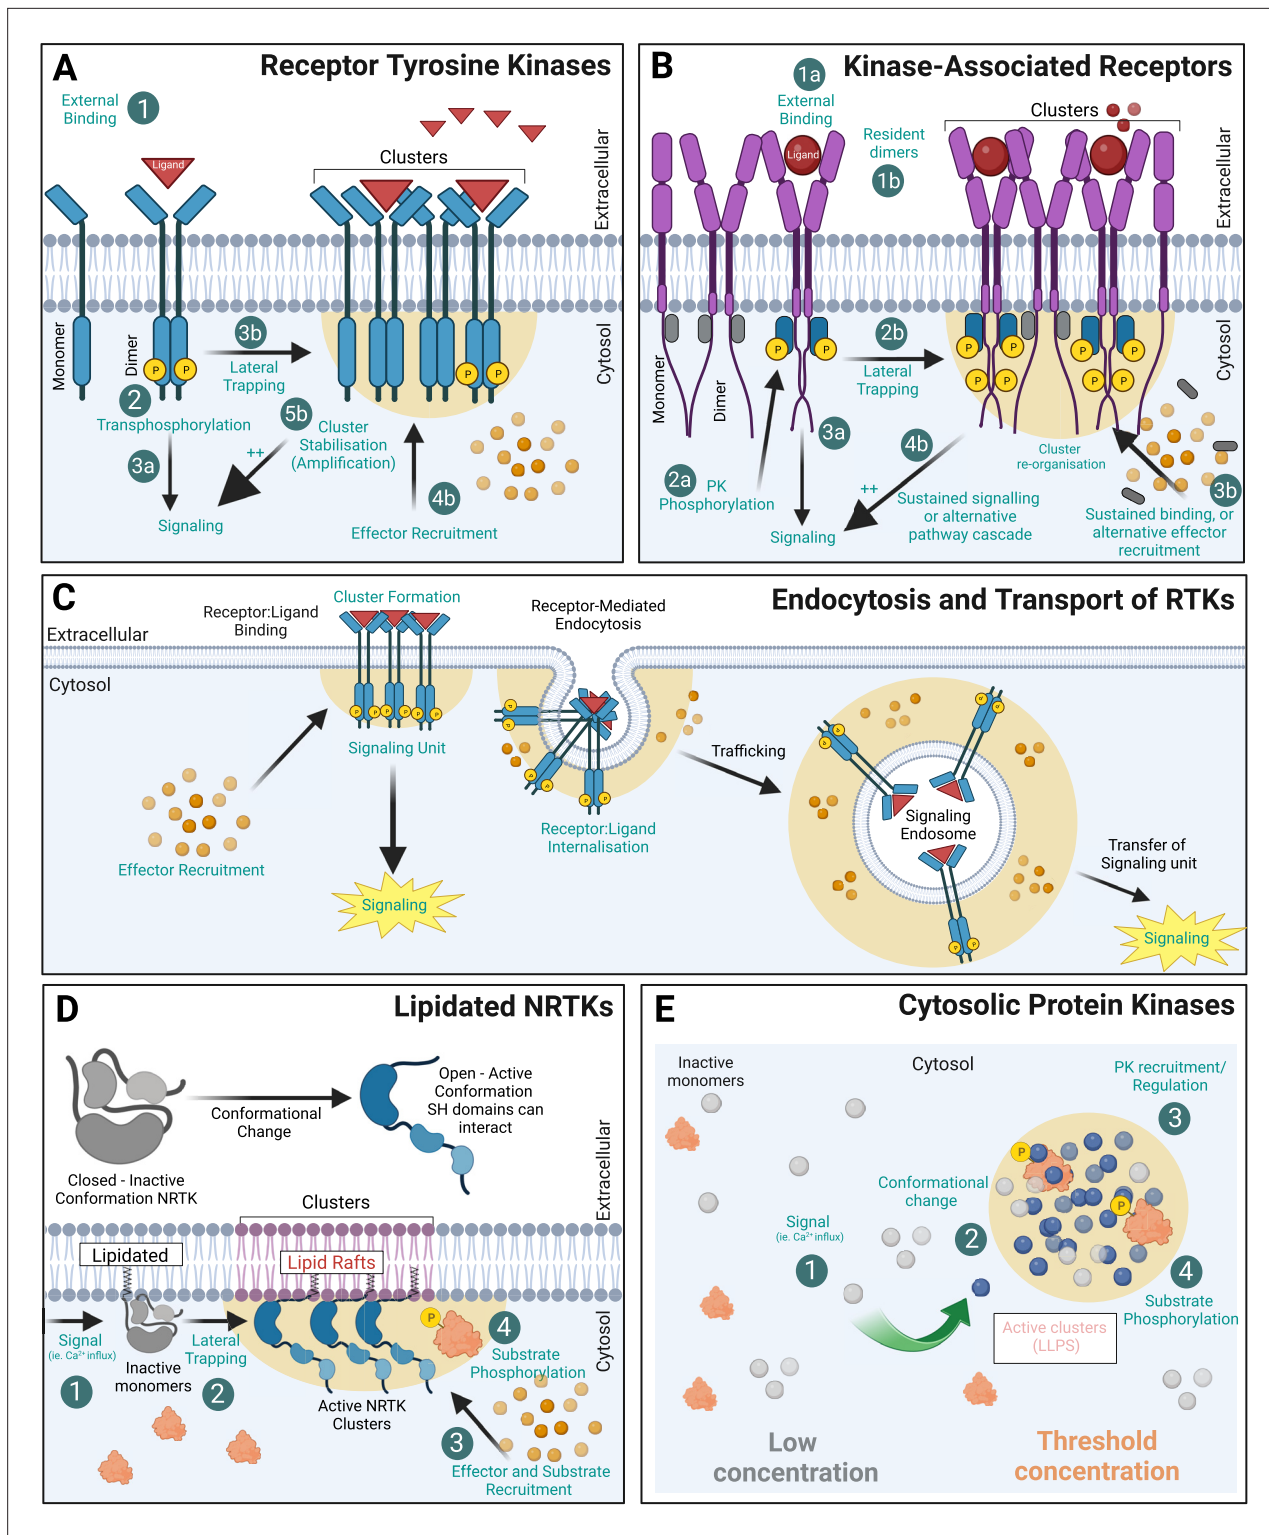 A
Receptor Tyrosine Kinases
External
Binding
1
Ligand
Clusters
Extracellular
Monomer
Dimer
P
P
P
P
Cytosol
3b
Lateral
Trapping
2
Transphosphorylation
5b
Cluster
Stabilisation
(Amplification)
3a
++
4b
Signaling
Effector Recruitment
B
Kinase-Associated Receptors
1a
External
Binding
Ligand
Resident
dimers
1b
Clusters
Extracellular
Monomer
Dimer
P
P
P
P
P
P
P
P
P
P
Cytosol
2b
Lateral
Trapping
3a
4b
Cluster
re-organisation
2a
PK
Phosphorylation
++
Sustained signalling
or alternative
pathway cascade
Signaling
3b
Sustained binding, or
alternative effector
recruitment
C
Endocytosis and Transport of RTKs
Extracellular
Cytosol
Receptor:Ligand
Binding
Cluster Formation
P
P
P
P
P
P
Signaling Unit
Effector Recruitment
Signaling
Receptor-Mediated
Endocytosis
P
P
P
P
P
P
Receptor:Ligand
Internalisation
Trafficking
P
P
P
P
P
P
Signaling
Endosome
Transfer of
Signaling unit
Signaling
D
Lipidated NRTKs
Closed - Inactive
Conformation NRTK
Conformational
Change
Open - Active
Conformation
SH domains can
interact
Extracellular
Clusters
Lipidated
Lipid Rafts
Cytosol
Signal
(ie. Ca²⁺ influx)
1
Inactive
monomers
Lateral
Trapping
2
P
4
Substrate
Phosphorylation
Active NRTK
Clusters
3
Effector and Substrate
Recruitment
E
Cytosolic Protein Kinases
Inactive
monomers
Cytosol
PK recruitment/
Regulation
3
P
P
Conformational
change
2
Signal
(ie. Ca²⁺ influx)
1
4
Substrate
Phosphorylation
Active clusters
(LLPS)
Low
concentration
Threshold
concentration